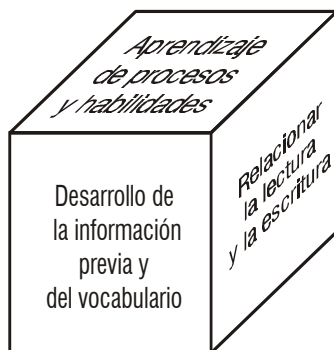 Aprendizaje
de procesos
y habilidades
Desarrollo de
la información
previa y
del vocabulario
Relacionar
la lectura
y la escritura